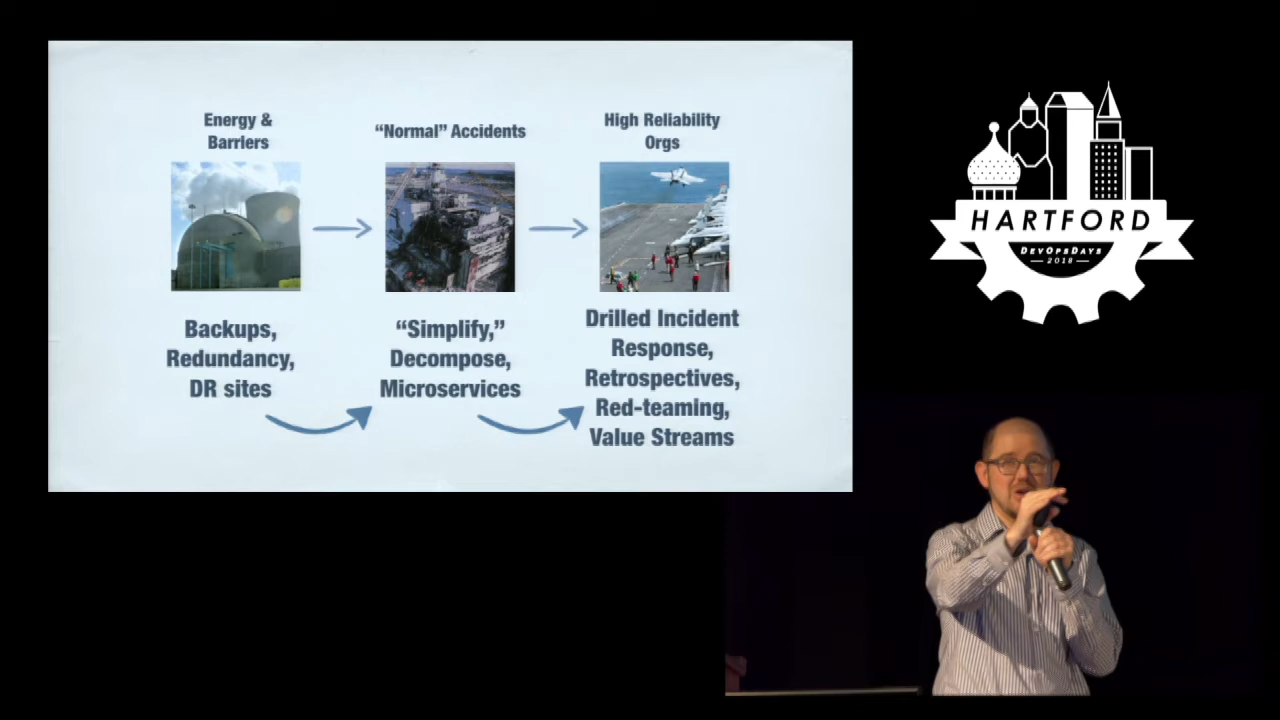 Energy &
Barriers
Backups,
Redundancy,
DR sites
“Normal” Accidents
“Simplify,”
Decompose,
Microservices
High Reliability
Orgs
Drilled Incident
Response,
Retrospectives,
Red-teaming,
Value Streams
HARTFORD
DEVOPSDAYS
2018